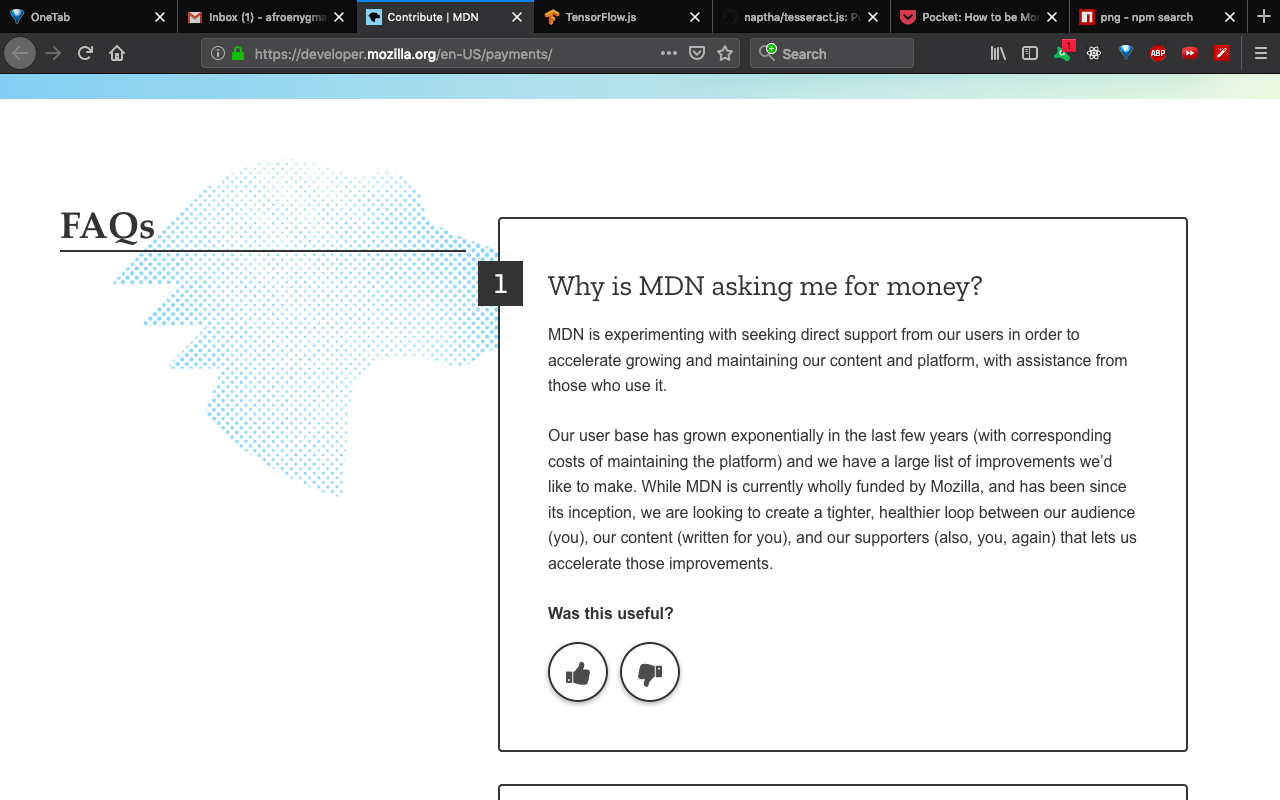 OneTab
Inbox (1) - afroenygma
Contribute | MDN
TensorFlow.js
naptha/tesseract.js: Pu
Pocket: How to be Mor
png - npm search
https://developer.mozilla.org/en-US/payments/
Search
1
ABP
FAQs
1
Why is MDN asking me for money?
MDN is experimenting with seeking direct support from our users in order to
accelerate growing and maintaining our content and platform, with assistance from
those who use it.
Our user base has grown exponentially in the last few years (with corresponding
costs of maintaining the platform) and we have a large list of improvements we’d
like to make. While MDN is currently wholly funded by Mozilla, and has been since
its inception, we are looking to create a tighter, healthier loop between our audience
(you), our content (written for you), and our supporters (also, you, again) that lets us
accelerate those improvements.
Was this useful?